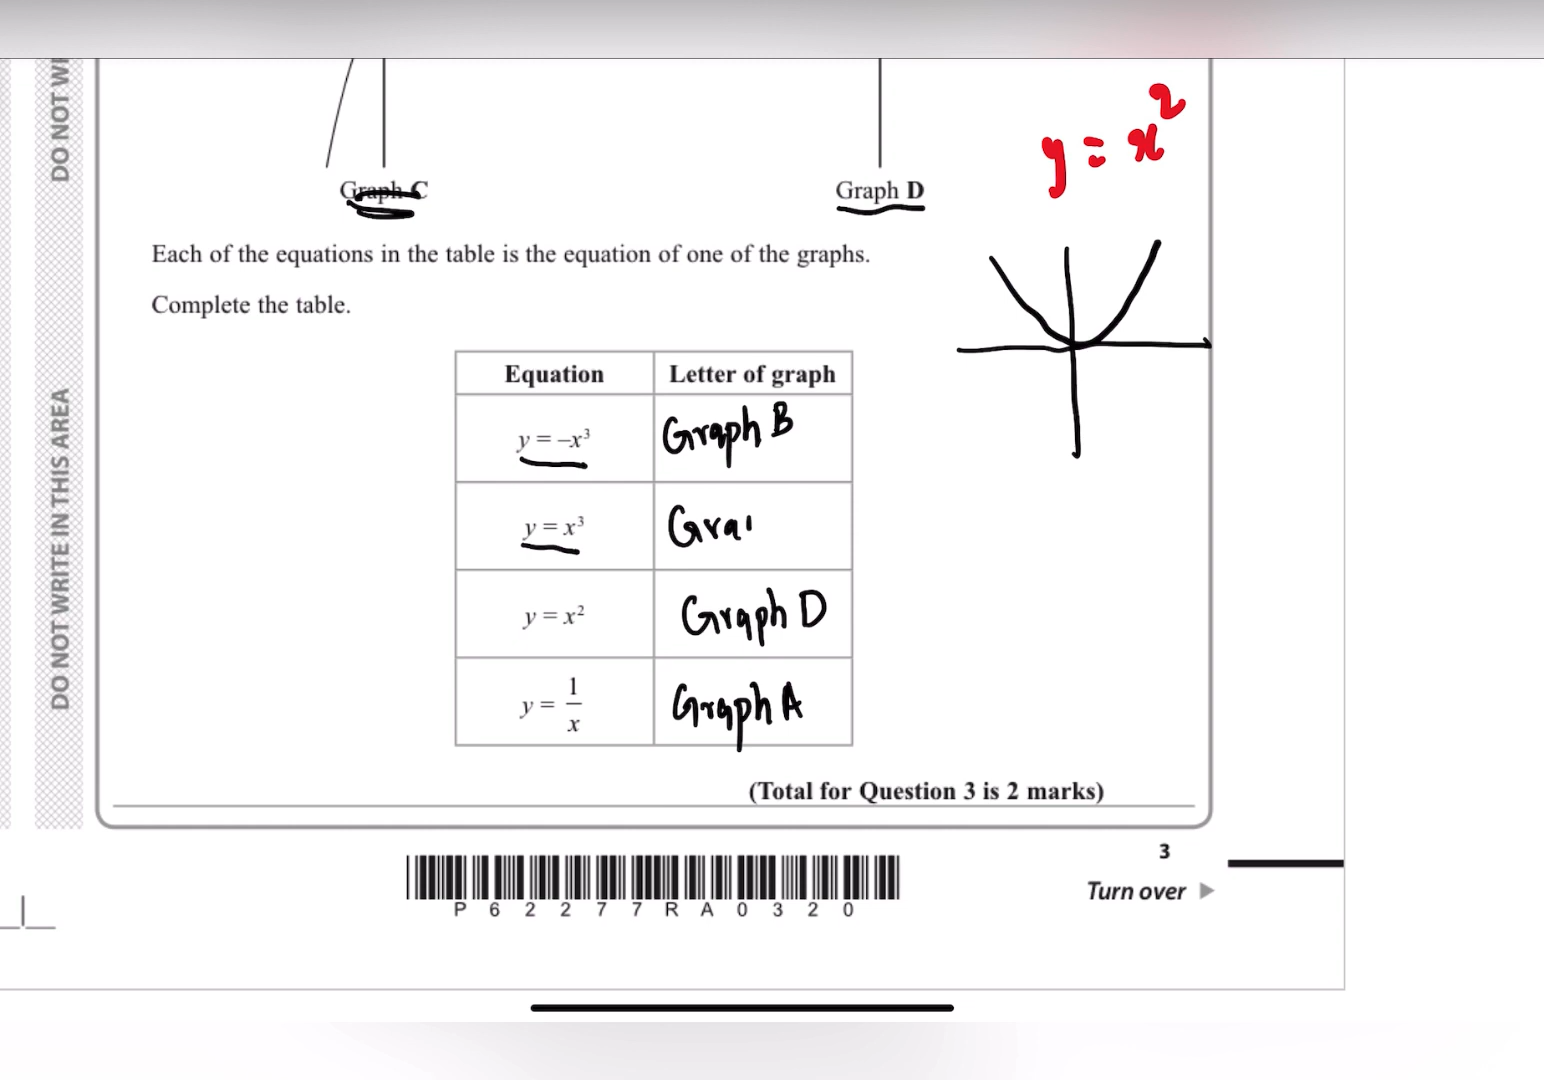 DO NOT WR
y = x²
Graph C
Graph D
Each of the equations in the table is the equation of one of the graphs.
Complete the table.
Equation Letter of graph
y = –x³ Graph B
y = x³ Gra
y = x² Graph D
y = 1/x Graph A
DO NOT WRITE IN THIS AREA
(Total for Question 3 is 2 marks)
3
Turn over
P 6 2 2 7 7 R A 0 3 2 0